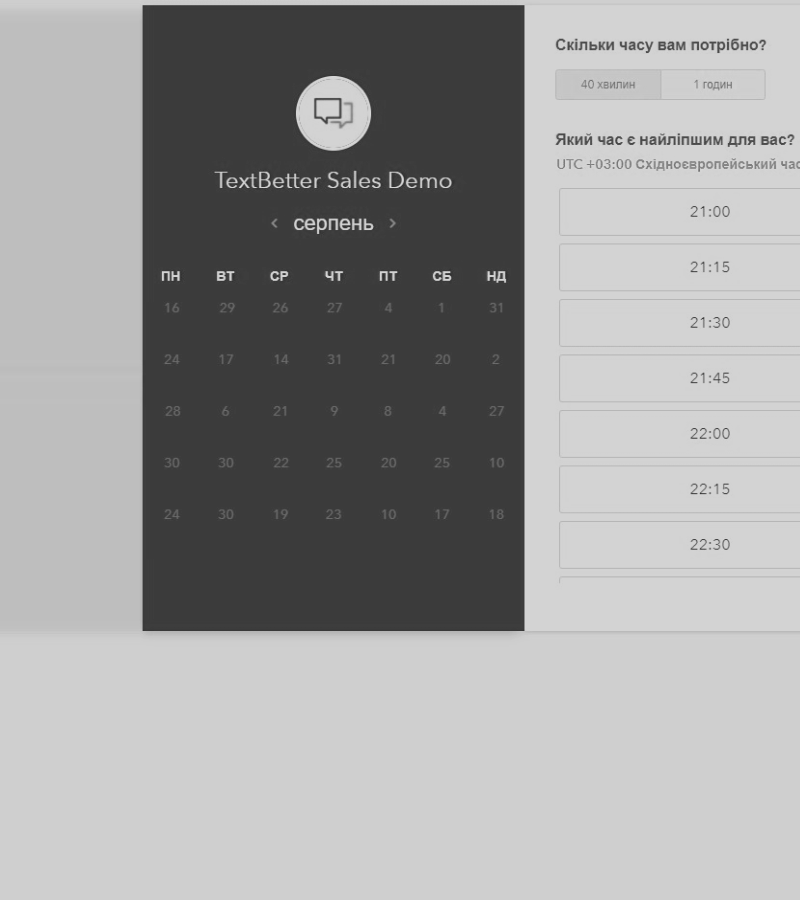 TextBetter Sales Demo
серпень
ПН ВТ СР ЧТ ПТ СБ НД
16 29 26 27 4 1 31
24 17 14 31 21 20 2
28 6 21 9 8 4 27
30 30 22 25 20 25 10
24 30 19 23 10 17 18
Скільки часу вам потрібно?
40 хвилин 1 годин
Який час є найліпшим для вас?
UTC +03:00 Східноєвропейський час
21:00
21:15
21:30
21:45
22:00
22:15
22:30